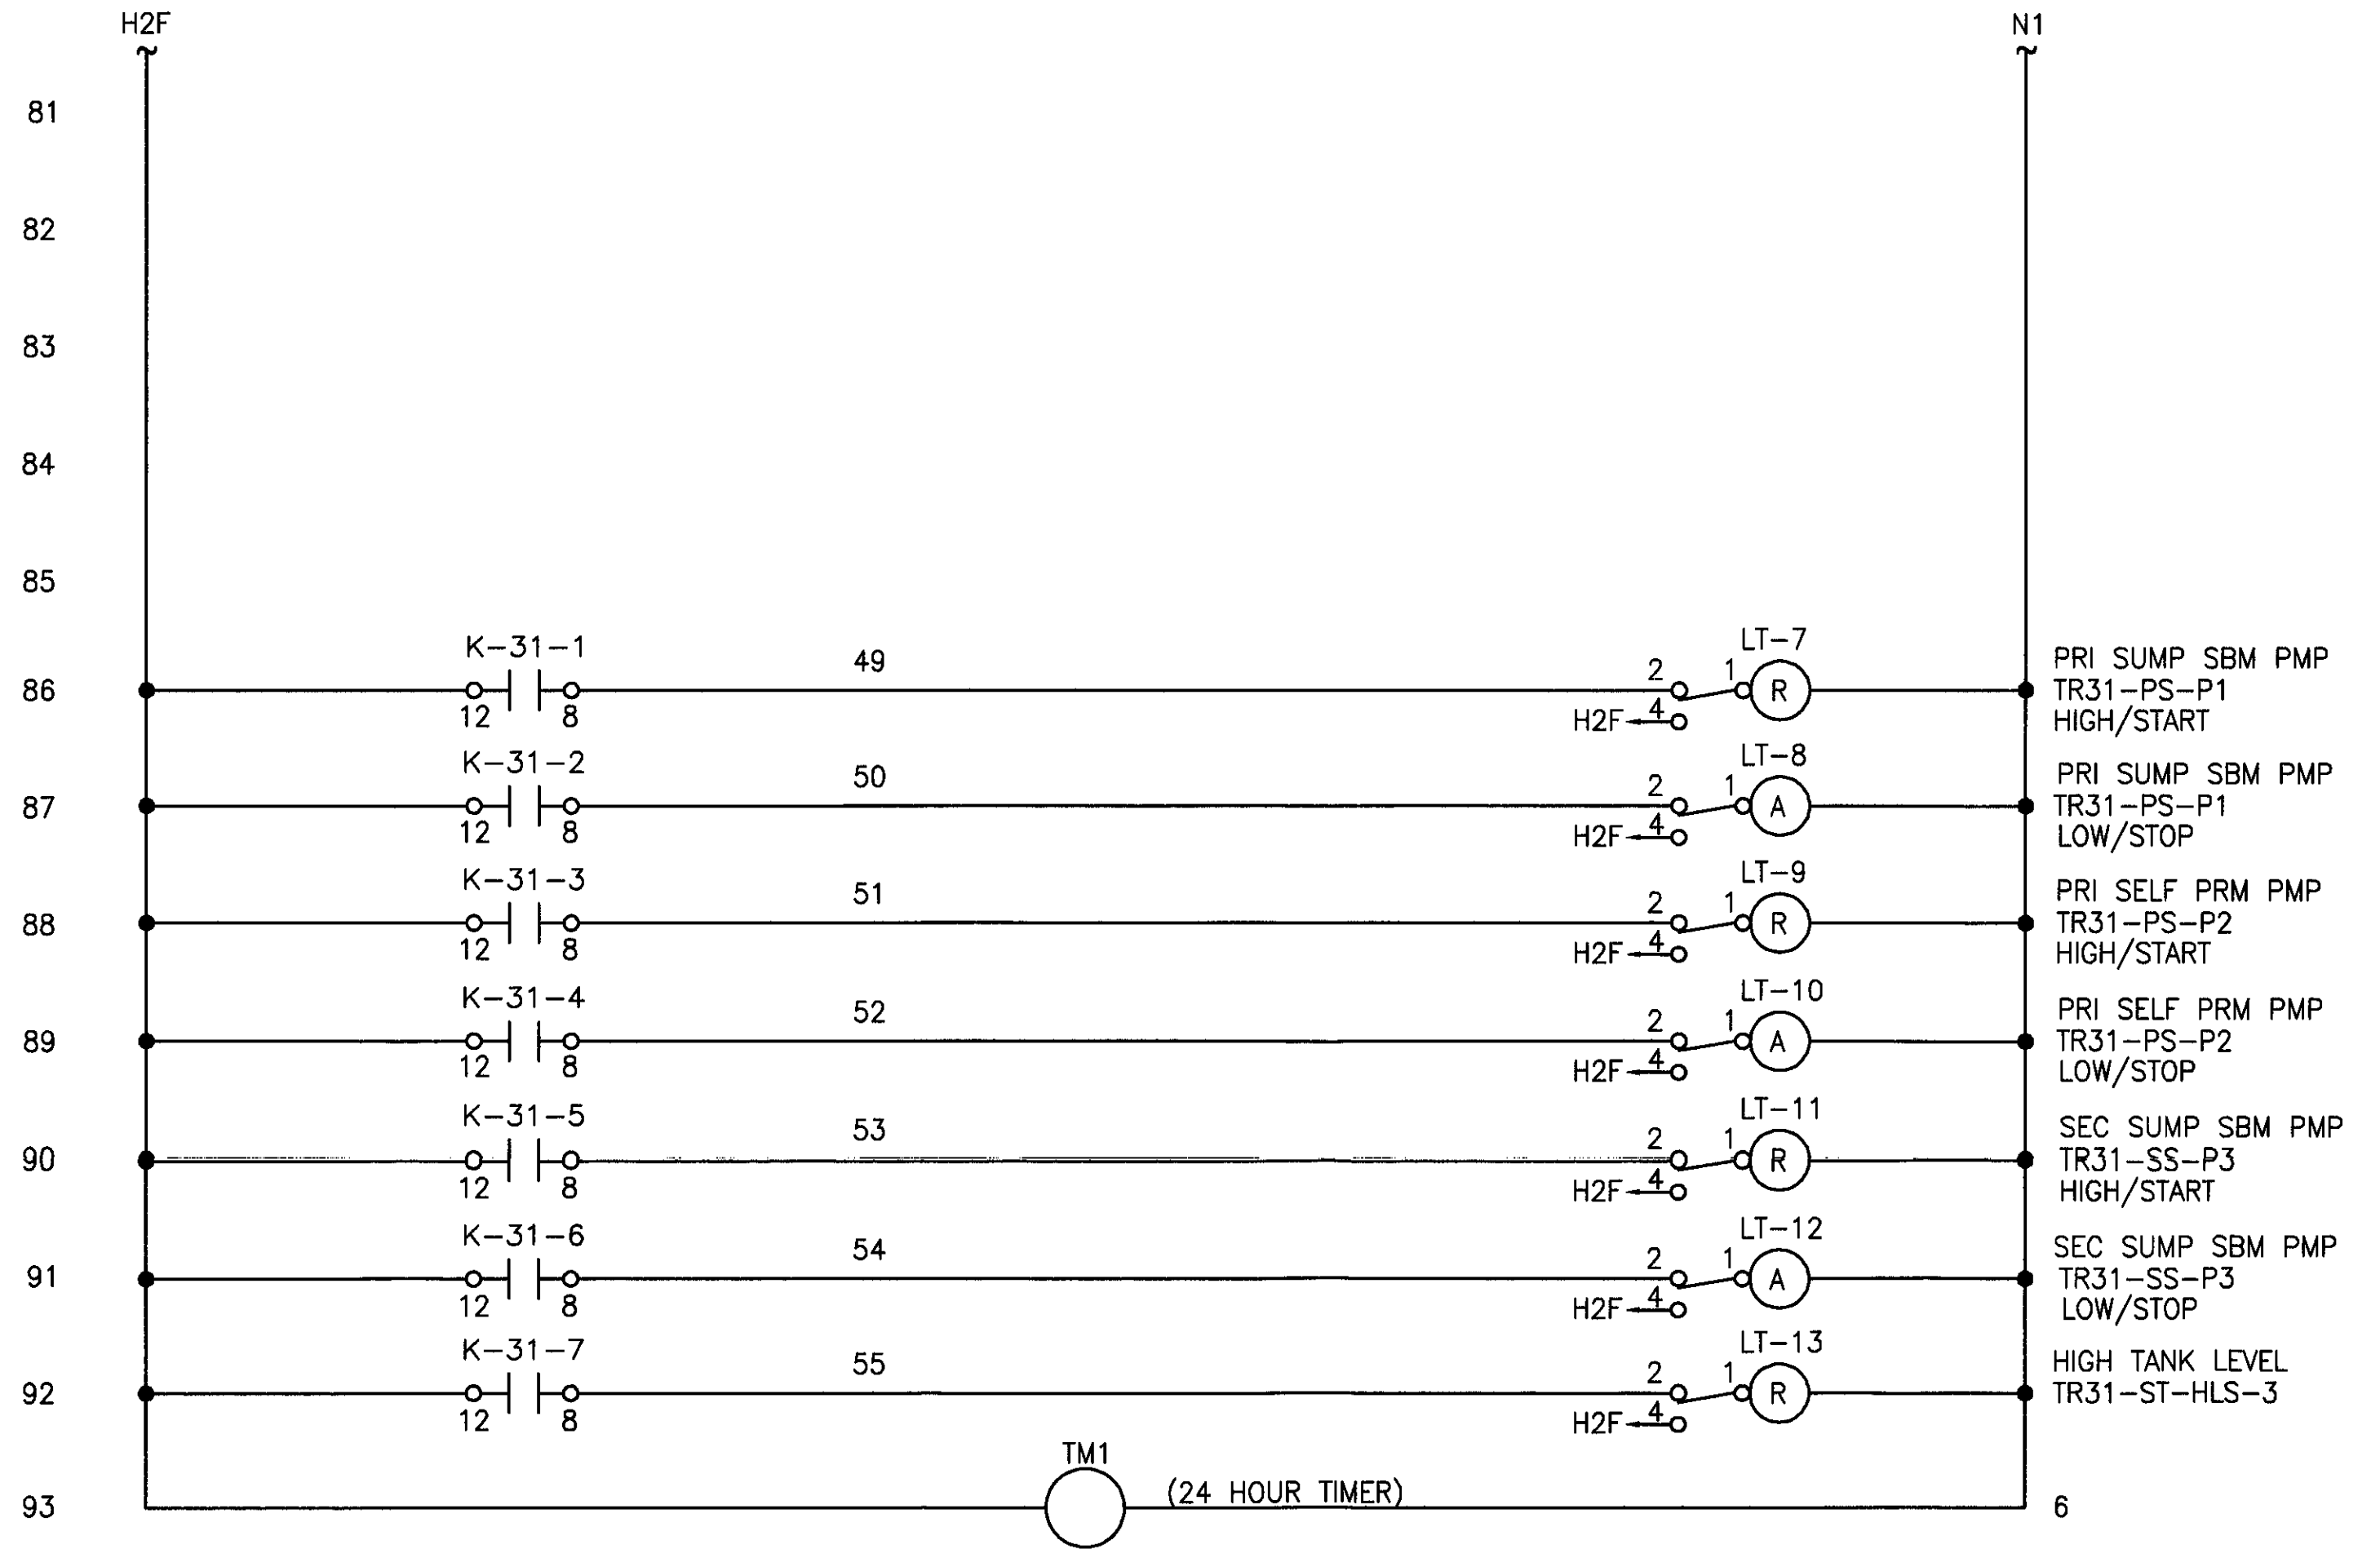 H2F N1
81
82
83
84
85
K-31-1 49 LT-7
86 12 8 2 1 R 4 H2F
PRI SUMP SBM PMP
TR31-PS-P1
HIGH/START
K-31-2 50 LT-8
87 12 8 2 1 A 4 H2F
PRI SUMP SBM PMP
TR31-PS-P1
LOW/STOP
K-31-3 51 LT-9
88 12 8 2 1 R 4 H2F
PRI SELF PRM PMP
TR31-PS-P2
HIGH/START
K-31-4 52 LT-10
89 12 8 2 1 A 4 H2F
PRI SELF PRM PMP
TR31-PS-P2
LOW/STOP
K-31-5 53 LT-11
90 12 8 2 1 R 4 H2F
SEC SUMP SBM PMP
TR31-SS-P3
HIGH/START
K-31-6 54 LT-12
91 12 8 2 1 A 4 H2F
SEC SUMP SBM PMP
TR31-SS-P3
LOW/STOP
K-31-7 55 LT-13
92 12 8 2 1 R 4 H2F
HIGH TANK LEVEL
TR31-ST-HLS-3
TM1
93 (24 HOUR TIMER) 6